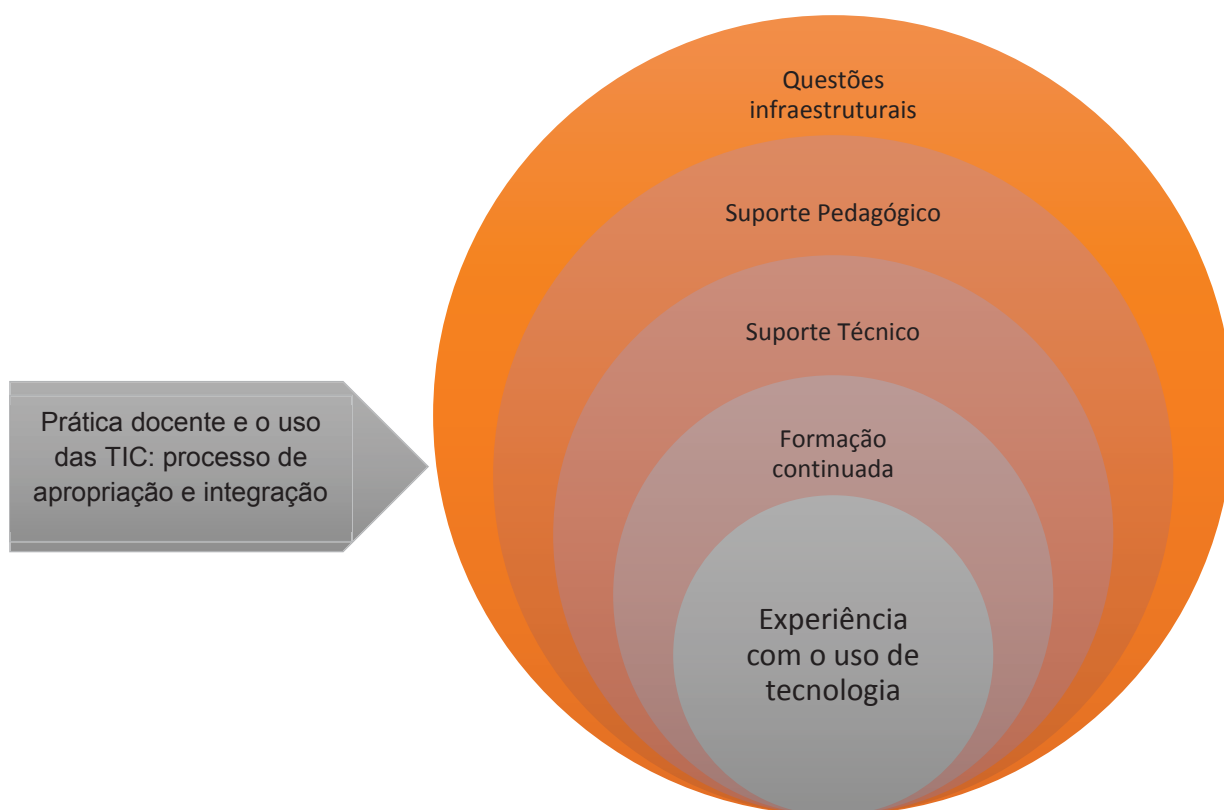 Questões
infraestruturais
Suporte Pedagógico
Suporte Técnico
Prática docente e o uso
das TIC: processo de
apropriação e integração
Formação
continuada
Experiência
com o uso de
tecnologia